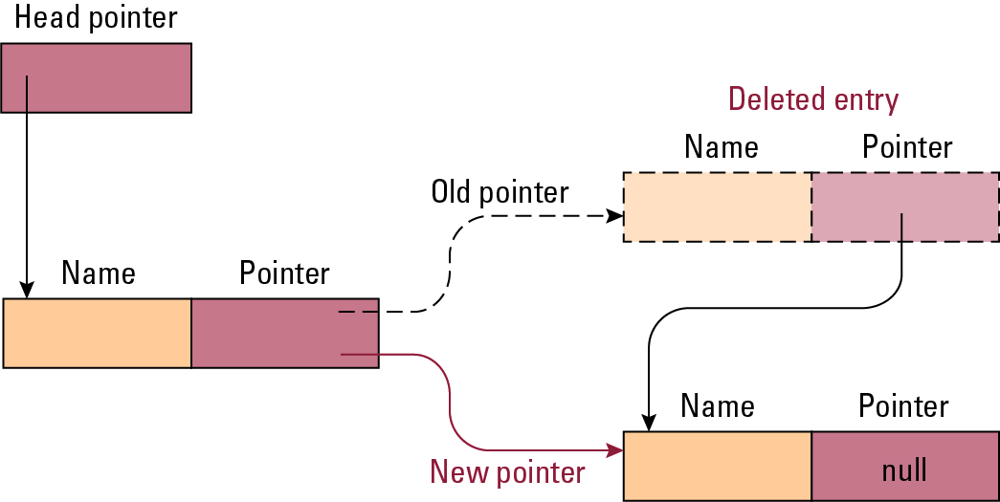 Head pointer
Deleted entry
Name Pointer
Old pointer
Name Pointer
Name Pointer
New pointer
null